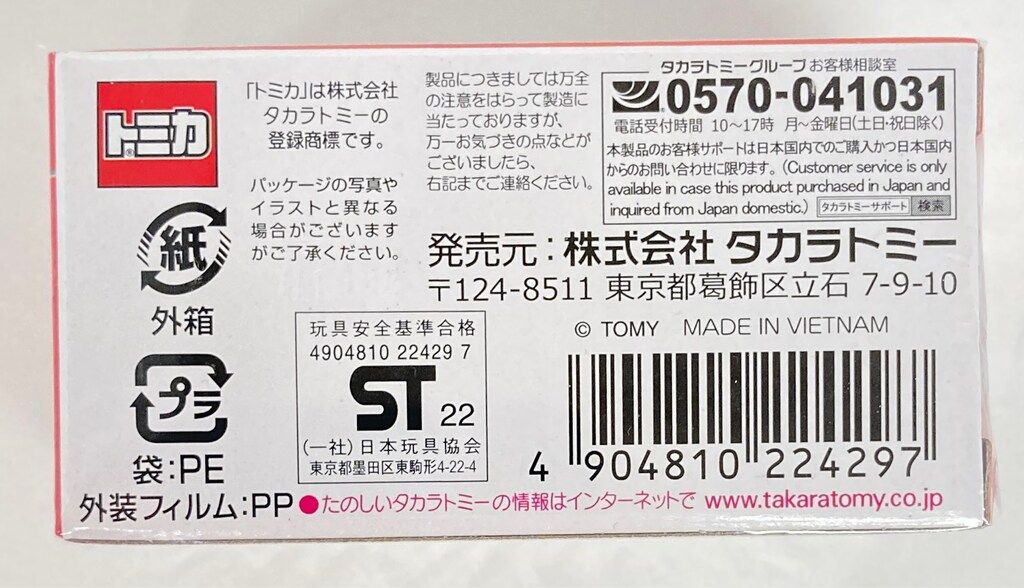 トミカ
「トミカ」は株式会社
タカラトミーの
登録商標です。
パッケージの写真や
イラストと異なる
場合がございます
がご了承ください。
製品につきましては万全
の注意をはらって製造に
当たっておりますが、
万一お気づきの点などが
ございましたら、
右記までご連絡ください。
タカラトミーグループ お客様相談室
0570-041031
電話受付時間 10〜17時 月〜金曜日(土日・祝日除く)
本製品のお客様サポートは日本国内でのご購入かつ日本国内
からのお問い合わせに限ります。(Customer service is only
available in case this product purchased in Japan and
inquired from Japan domestic.) タカラトミーサポート 検索
発売元：株式会社 タカラトミー
〒124-8511 東京都葛飾区立石 7-9-10
© TOMY MADE IN VIETNAM
紙
外箱
プラ
袋:PE
外装フィルム:PP
玩具安全基準合格
4904810 22429 7
ST 22
(一社)日本玩具協会
東京都墨田区東駒形4-22-4
4 904810 224297
●たのしいタカラトミーの情報はインターネットで www.takaratomy.co.jp